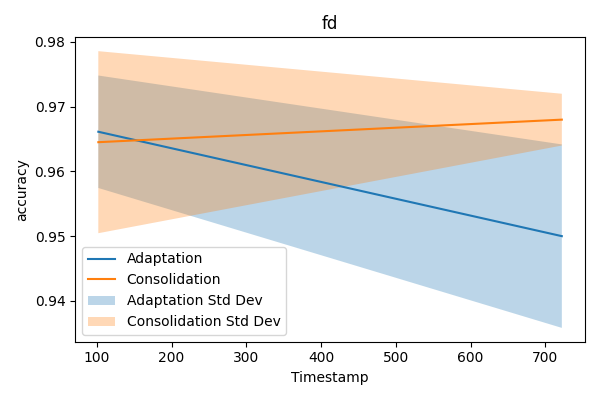 fd
accuracy
0.98
0.97
0.96
0.95
0.94
Adaptation
Consolidation
Adaptation Std Dev
Consolidation Std Dev
100 200 300 400 500 600 700
Timestamp